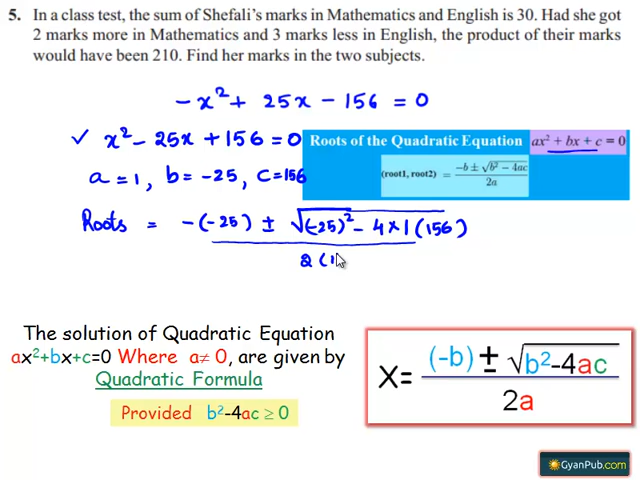 5. In a class test, the sum of Shefali's marks in Mathematics and English is 30. Had she got
2 marks more in Mathematics and 3 marks less in English, the product of their marks
would have been 210. Find her marks in the two subjects.
-x² + 25x - 156 = 0
✓ x² - 25x + 156 = 0
Roots of the Quadratic Equation ax² + bx + c = 0
a = 1, b = -25, c = 156
(root1, root2) = (-b ± √(b² - 4ac)) / 2a
Roots = (-(-25) ± √((-25)² - 4 × 1 (156))) / 2 (1
The solution of Quadratic Equation
ax²+bx+c=0 Where a≠ 0, are given by
Quadratic Formula
Provided b²-4ac ≥ 0
X= ((-b) ± √(b²-4ac)) / 2a
GyanPub.com